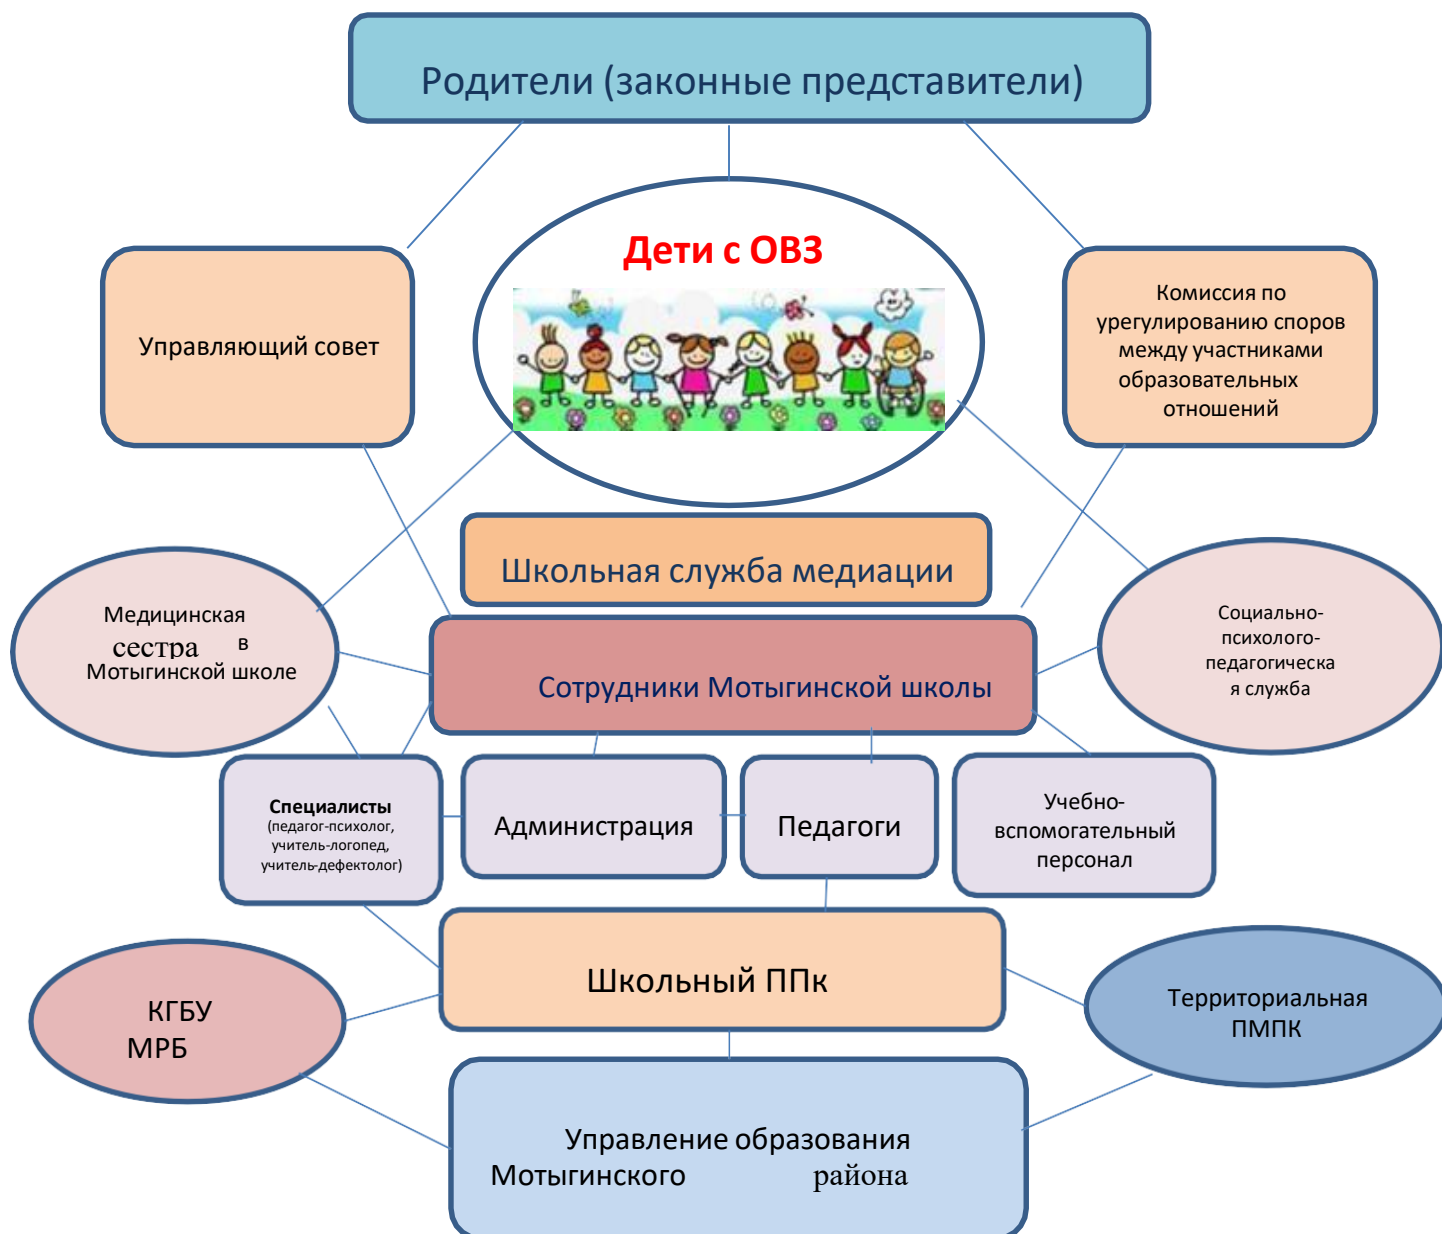 Родители (законные представители)
Дети с ОВЗ
Управляющий совет
Комиссия по
урегулированию споров
между участниками
образовательных
отношений
Школьная служба медиации
Медицинская
сестра в
Мотыгинской школе
Социально-
психолого-
педагогическа
я служба
Сотрудники Мотыгинской школы
Специалисты
(педагог-психолог,
учитель-логопед,
учитель-дефектолог)
Администрация
Педагоги
Учебно-
вспомогательный
персонал
Школьный ППк
КГБУ
МРБ
Территориальная
ПМПК
Управление образования
Мотыгинского района